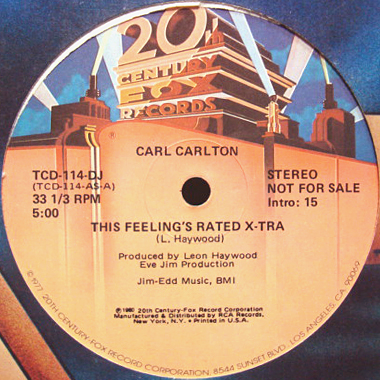 20th
CENTURY
FOX
RECORDS
®
CARL CARLTON
TCD-114-DJ
(TCD-114-AS-A)
33 1/3 RPM
5:00
STEREO
NOT FOR SALE
Intro: 15
THIS FEELING'S RATED X-TRA
(L. Haywood)
Produced by Leon Haywood
Eve Jim Production
Jim-Edd Music, BMI
℗©1980 20th Century-Fox Record Corporation
Manufactured & Distributed by RCA Records,
New York, N.Y. • Printed in U.S.A.
©1977 20TH CENTURY-FOX RECORD CORPORATION, 8544 SUNSET BLVD., LOS ANGELES, CA. 90069